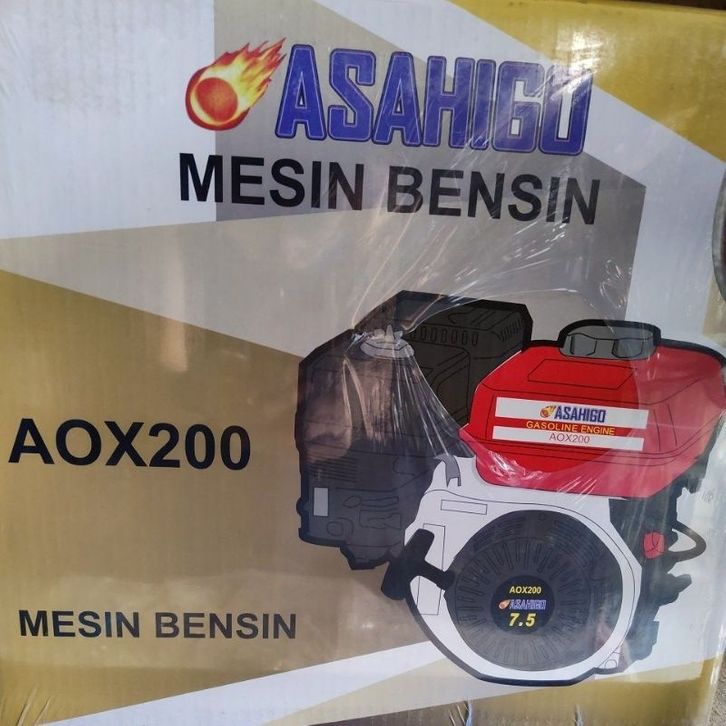 ASAHIGO
MESIN BENSIN
AOX200
ASAHIGO
GASOLINE ENGINE
AOX200
AOX200
ASAHIGO
7.5
MESIN BENSIN